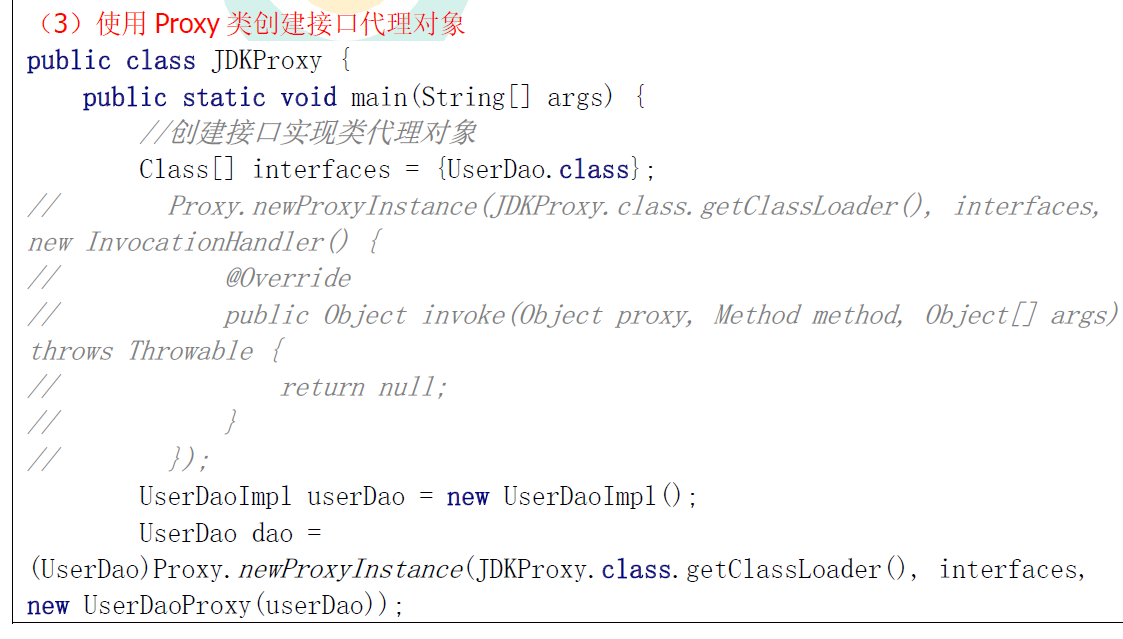 （3）使用 Proxy 类创建接口代理对象
public class JDKProxy {
    public static void main(String[] args) {
        //创建接口实现类代理对象
        Class[] interfaces = {UserDao.class};
//        Proxy.newProxyInstance(JDKProxy.class.getClassLoader(), interfaces,
new InvocationHandler() {
//            @Override
//            public Object invoke(Object proxy, Method method, Object[] args)
throws Throwable {
//                return null;
//            }
//        });
        UserDaoImpl userDao = new UserDaoImpl();
        UserDao dao =
(UserDao)Proxy.newProxyInstance(JDKProxy.class.getClassLoader(), interfaces,
new UserDaoProxy(userDao));